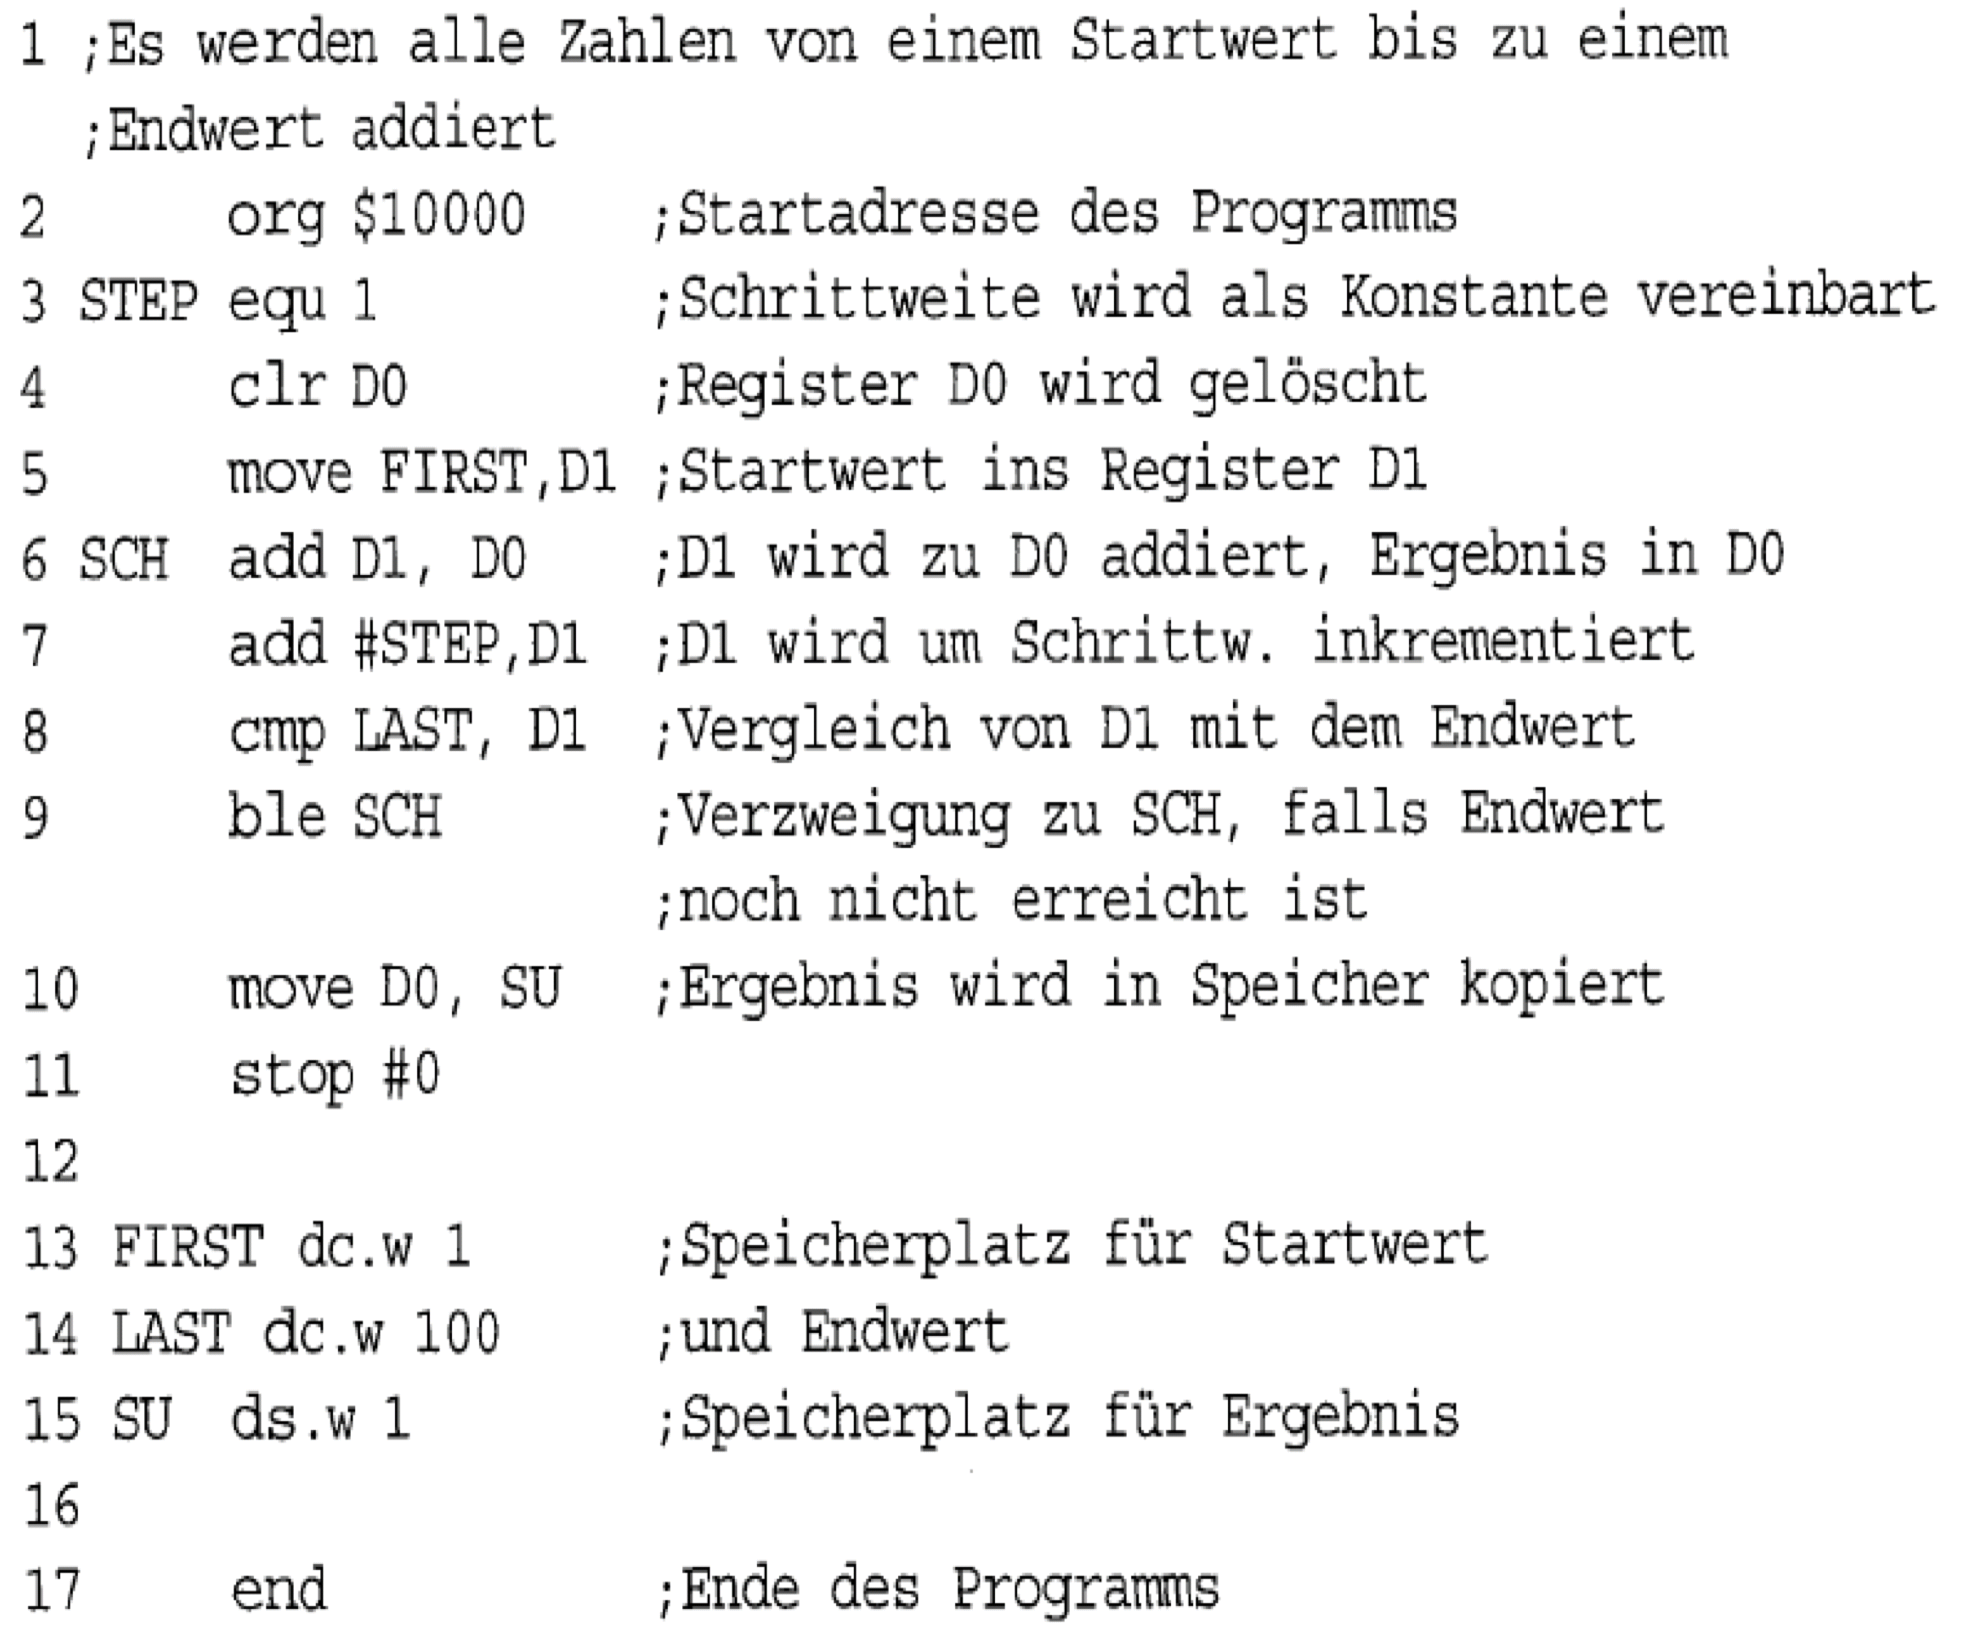 1 ;Es werden alle Zahlen von einem Startwert bis zu einem
;Endwert addiert
2 org $10000 ;Startadresse des Programms
3 STEP equ 1 ;Schrittweite wird als Konstante vereinbart
4 clr D0 ;Register D0 wird gelöscht
5 move FIRST,D1 ;Startwert ins Register D1
6 SCH add D1, D0 ;D1 wird zu D0 addiert, Ergebnis in D0
7 add #STEP,D1 ;D1 wird um Schrittw. inkrementiert
8 cmp LAST, D1 ;Vergleich von D1 mit dem Endwert
9 ble SCH ;Verzweigung zu SCH, falls Endwert
;noch nicht erreicht ist
10 move D0, SU ;Ergebnis wird in Speicher kopiert
11 stop #0
12
13 FIRST dc.w 1 ;Speicherplatz für Startwert
14 LAST dc.w 100 ;und Endwert
15 SU ds.w 1 ;Speicherplatz für Ergebnis
16
17 end ;Ende des Programms